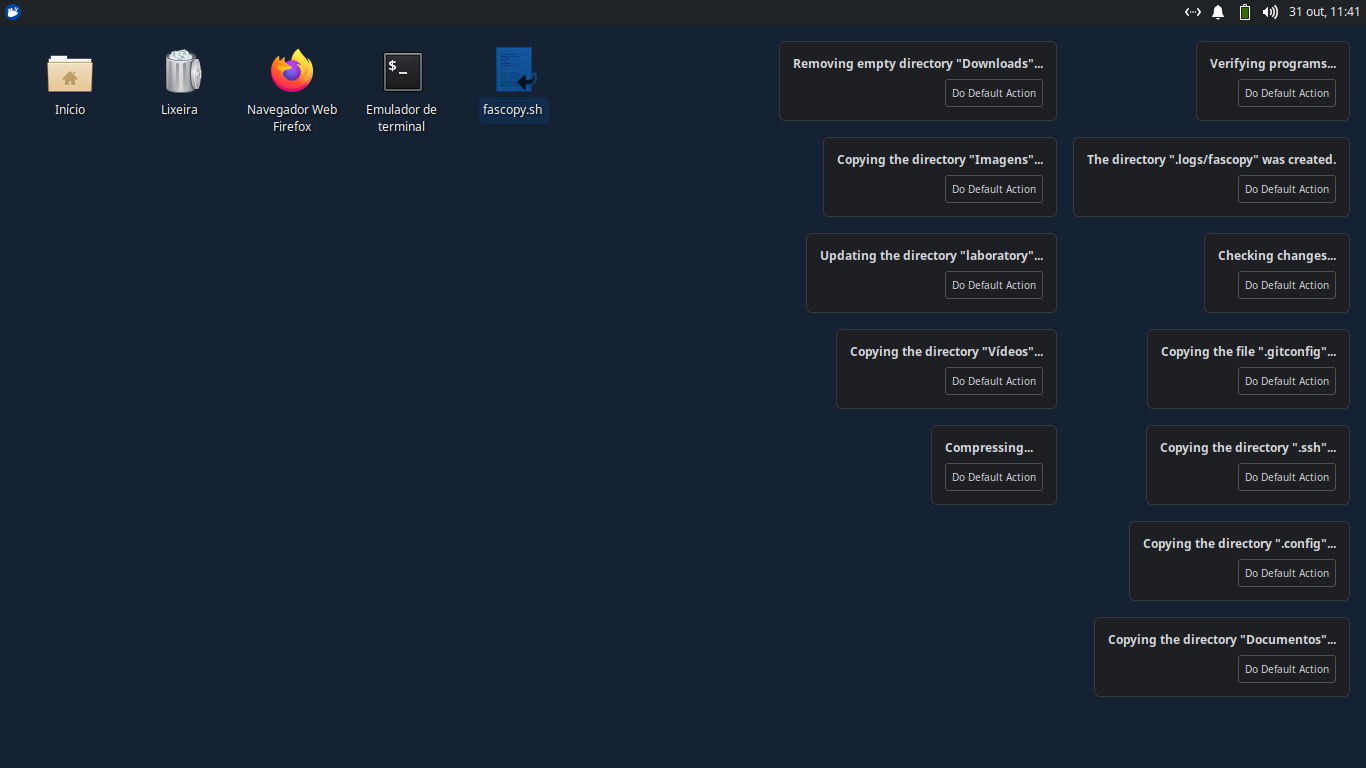 31 out, 11:41
Início
Lixeira
Navegador Web
Firefox
$_
Emulador de
terminal
fascopy.sh
Removing empty directory "Downloads"...
Do Default Action
Copying the directory "Imagens"...
Do Default Action
Updating the directory "laboratory"...
Do Default Action
Copying the directory "Vídeos"...
Do Default Action
Compressing...
Do Default Action
Verifying programs...
Do Default Action
The directory ".logs/fascopy" was created.
Do Default Action
Checking changes...
Do Default Action
Copying the file ".gitconfig"...
Do Default Action
Copying the directory ".ssh"...
Do Default Action
Copying the directory ".config"...
Do Default Action
Copying the directory "Documentos"...
Do Default Action